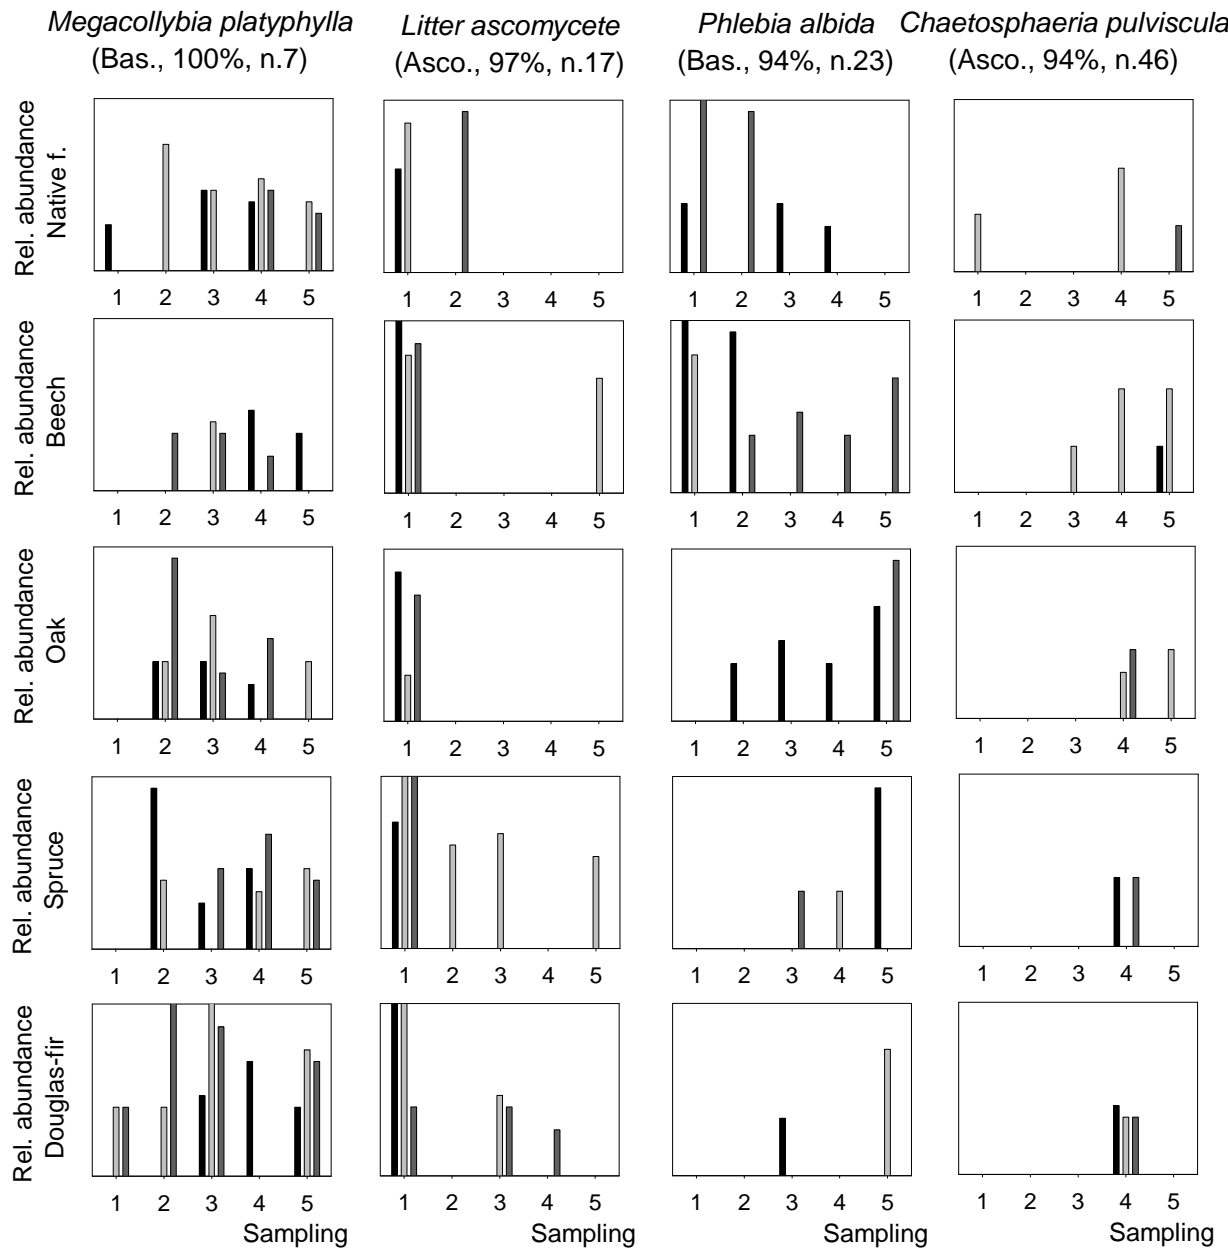 Megacollybia platyphylla
(Bas., 100%, n.7)
Litter ascomycete
(Asco., 97%, n.17)
Phlebia albida
(Bas., 94%, n.23)
Chaetosphaeria pulviscula
(Asco., 94%, n.46)
Rel. abundance
Native f.
1 2 3 4 5
1 2 3 4 5
1 2 3 4 5
1 2 3 4 5
Rel. abundance
Beech
1 2 3 4 5
1 2 3 4 5
1 2 3 4 5
1 2 3 4 5
Rel. abundance
Oak
1 2 3 4 5
1 2 3 4 5
1 2 3 4 5
1 2 3 4 5
Rel. abundance
Spruce
1 2 3 4 5
1 2 3 4 5
1 2 3 4 5
1 2 3 4 5
Rel. abundance
Douglas-fir
1 2 3 4 5
1 2 3 4 5
1 2 3 4 5
1 2 3 4 5
Sampling
Sampling
Sampling
Sampling